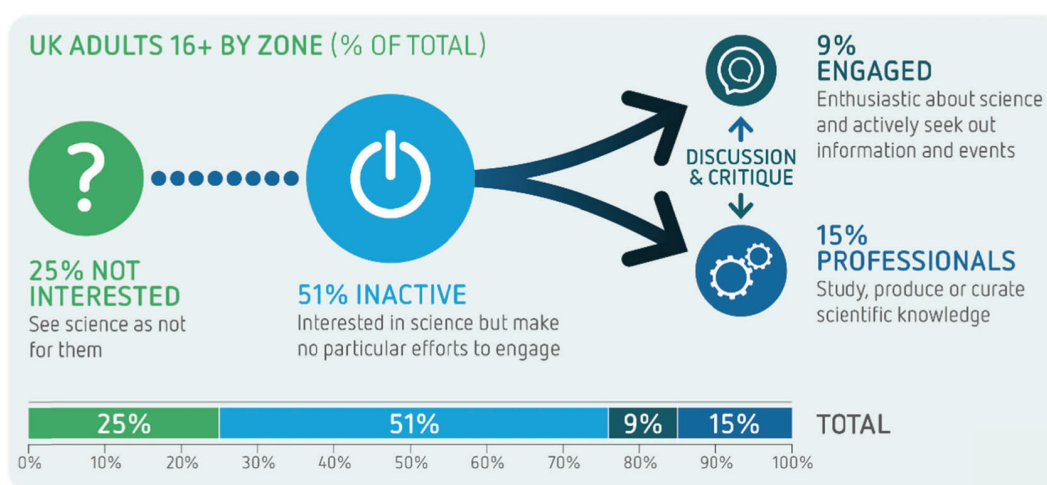 UK ADULTS 16+ BY ZONE (% OF TOTAL)
?
25% NOT
INTERESTED
See science as not
for them
51% INACTIVE
Interested in science but make
no particular efforts to engage
DISCUSSION
& CRITIQUE
9%
ENGAGED
Enthusiastic about science
and actively seek out
information and events
15%
PROFESSIONALS
Study, produce or curate
scientific knowledge
25% 51% 9% 15% TOTAL
0% 10% 20% 30% 40% 50% 60% 70% 80% 90% 100%